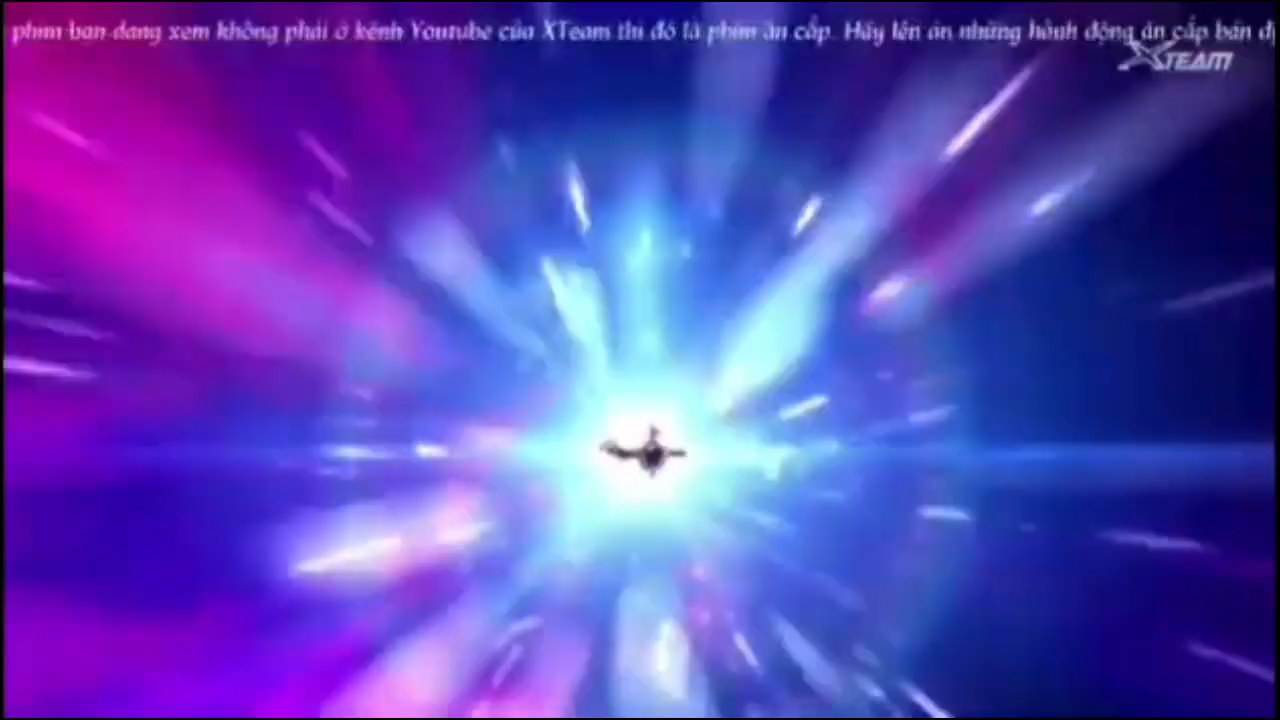 phim bạn đang xem không phải ở kênh Youtube của XTeam thì đó là phim ăn cắp. Hãy lên án những hành động ăn cắp bản
XTEAM